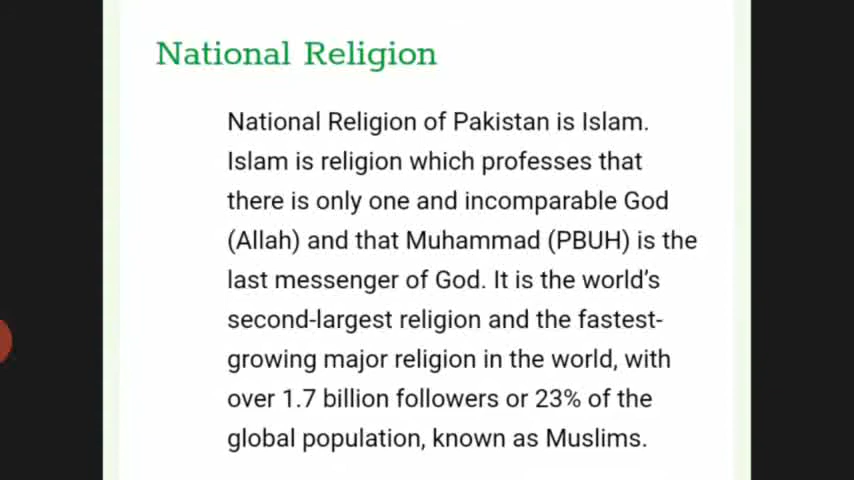 National Religion
National Religion of Pakistan is Islam.
Islam is religion which professes that
there is only one and incomparable God
(Allah) and that Muhammad (PBUH) is the
last messenger of God. It is the world’s
second-largest religion and the fastest-
growing major religion in the world, with
over 1.7 billion followers or 23% of the
global population, known as Muslims.